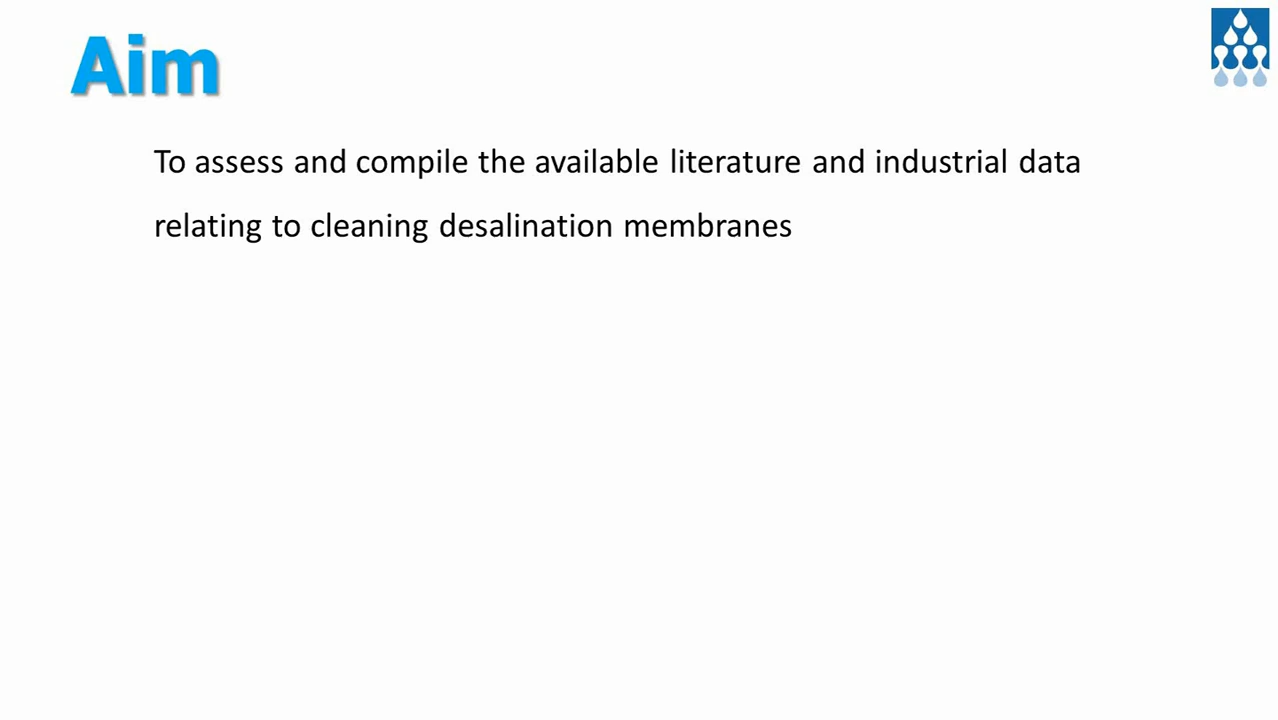 Aim
To assess and compile the available literature and industrial data
relating to cleaning desalination membranes